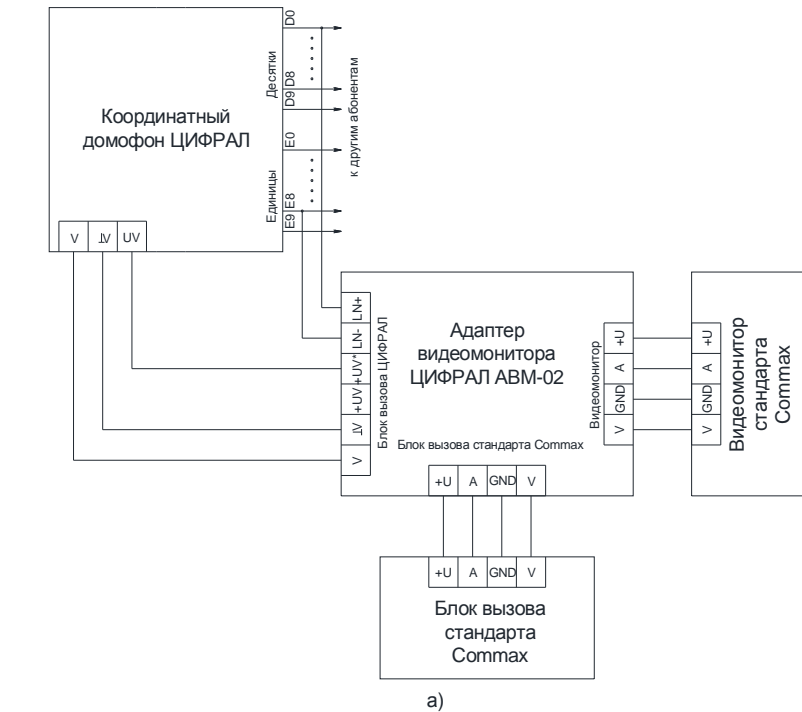 D0
D8
D9
Десятки
E0
E8
E9
Единицы
к другим абонентам
Координатный
домофон ЦИФРАЛ
V
⊥V
UV
LN+
LN-
+UV*
+UV
⊥V
V
Блок вызова ЦИФРАЛ
Адаптер
видеомонитора
ЦИФРАЛ АВМ-02
Видеомонитор
+U
A
GND
V
+U
A
GND
V
Видеомонитор
стандарта
Commax
Блок вызова стандарта Commax
+U A GND V
+U A GND V
Блок вызова
стандарта
Commax
а)